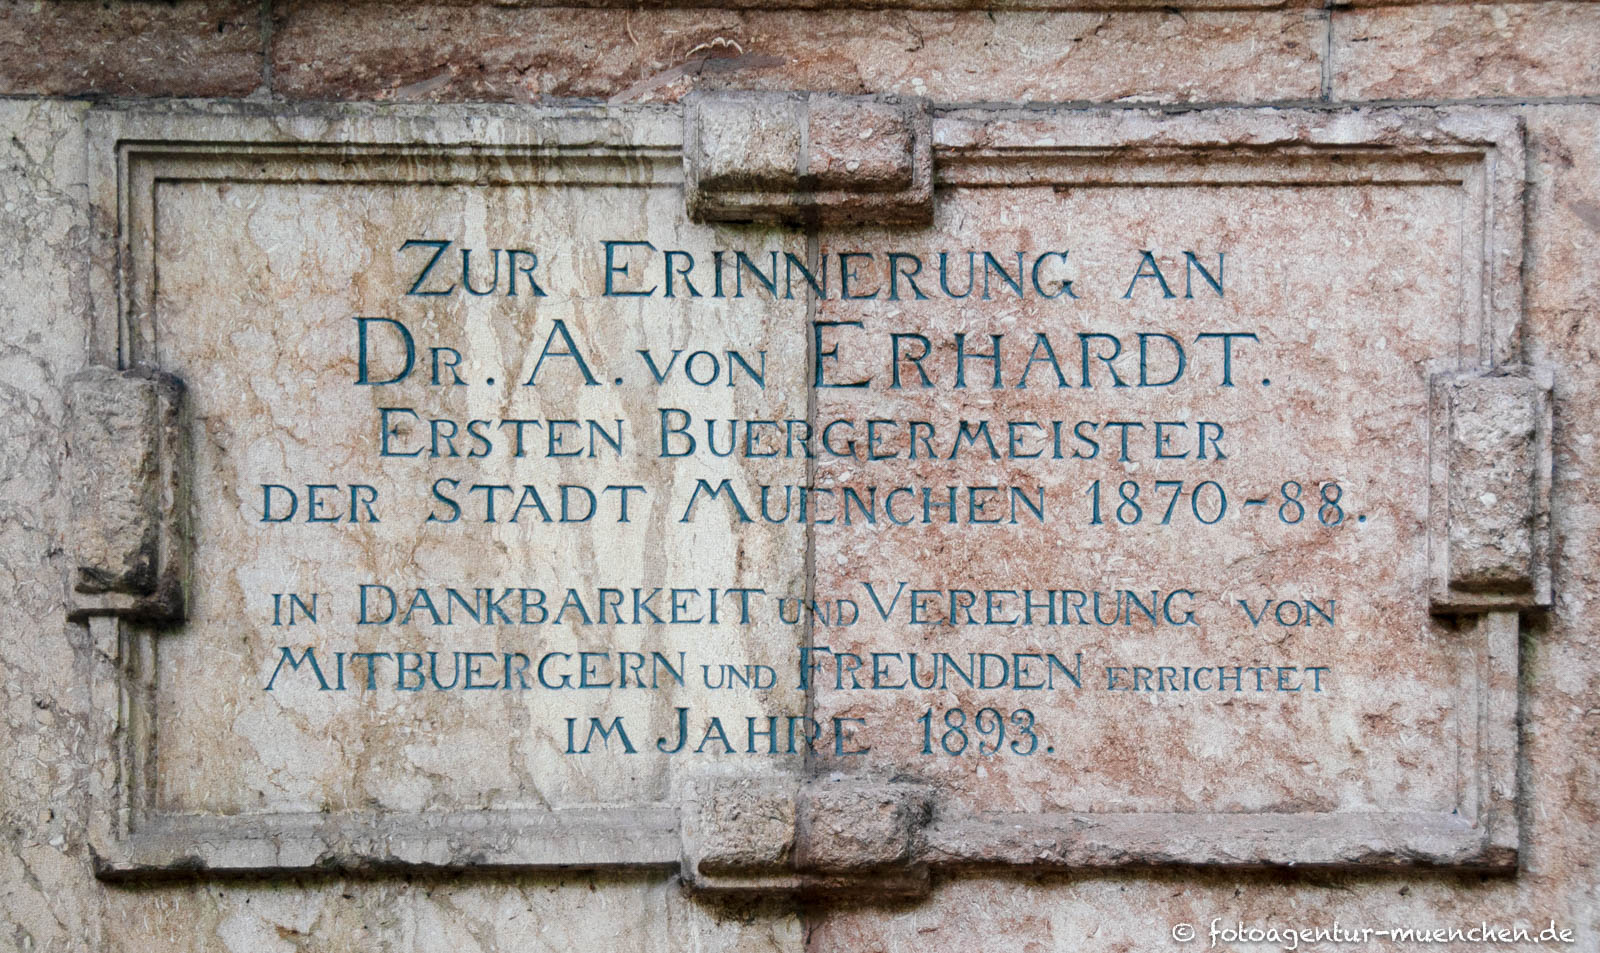 ZUR ERINNERUNG AN
DR. A. VON ERHARDT.
ERSTEN BUERGERMEISTER
DER STADT MUENCHEN 1870-88.
IN DANKBARKEIT UND VEREHRUNG VON
MITBUERGERN UND FREUNDEN ERRICHTET
IM JAHRE 1893.
© fotoagentur-muenchen.de